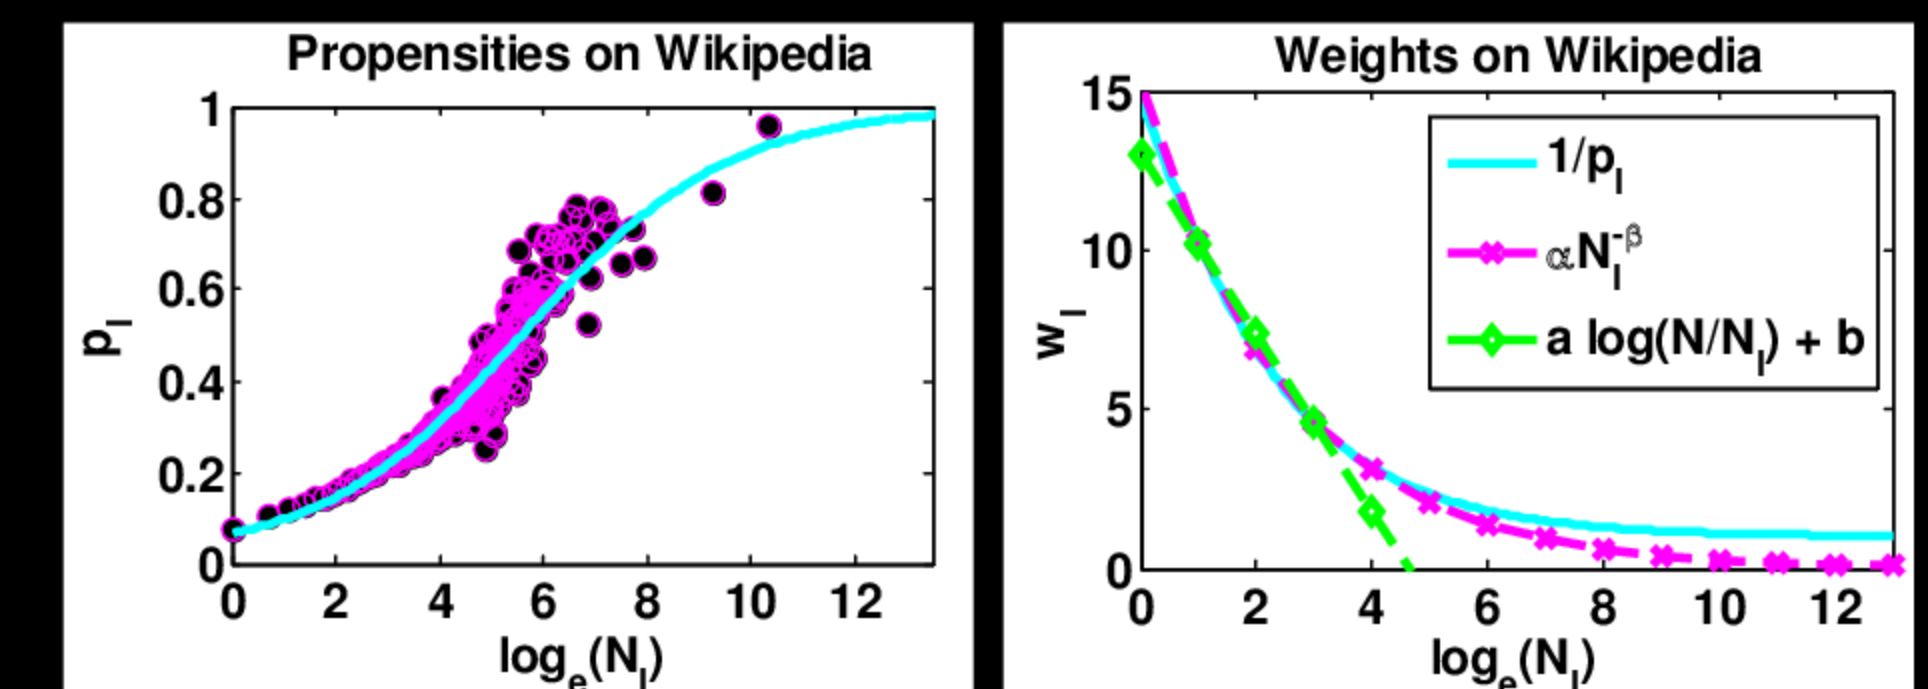 Propensities on Wikipedia
1
0.8
0.6
0.4
0.2
0
p_l
0 2 4 6 8 10 12
log_e(N_l)
Weights on Wikipedia
15
10
5
0
w_l
1/p_l
αN_l^-β
a log(N/N_l) + b
0 2 4 6 8 10 12
log_e(N_l)